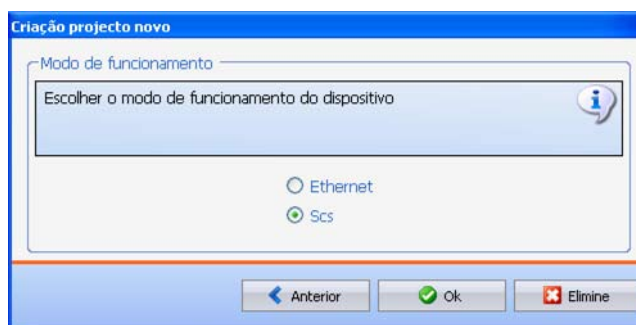 Criação projecto novo
Modo de funcionamento
Escolher o modo de funcionamento do dispositivo
Ethernet
Scs
Anterior
Ok
Elimine